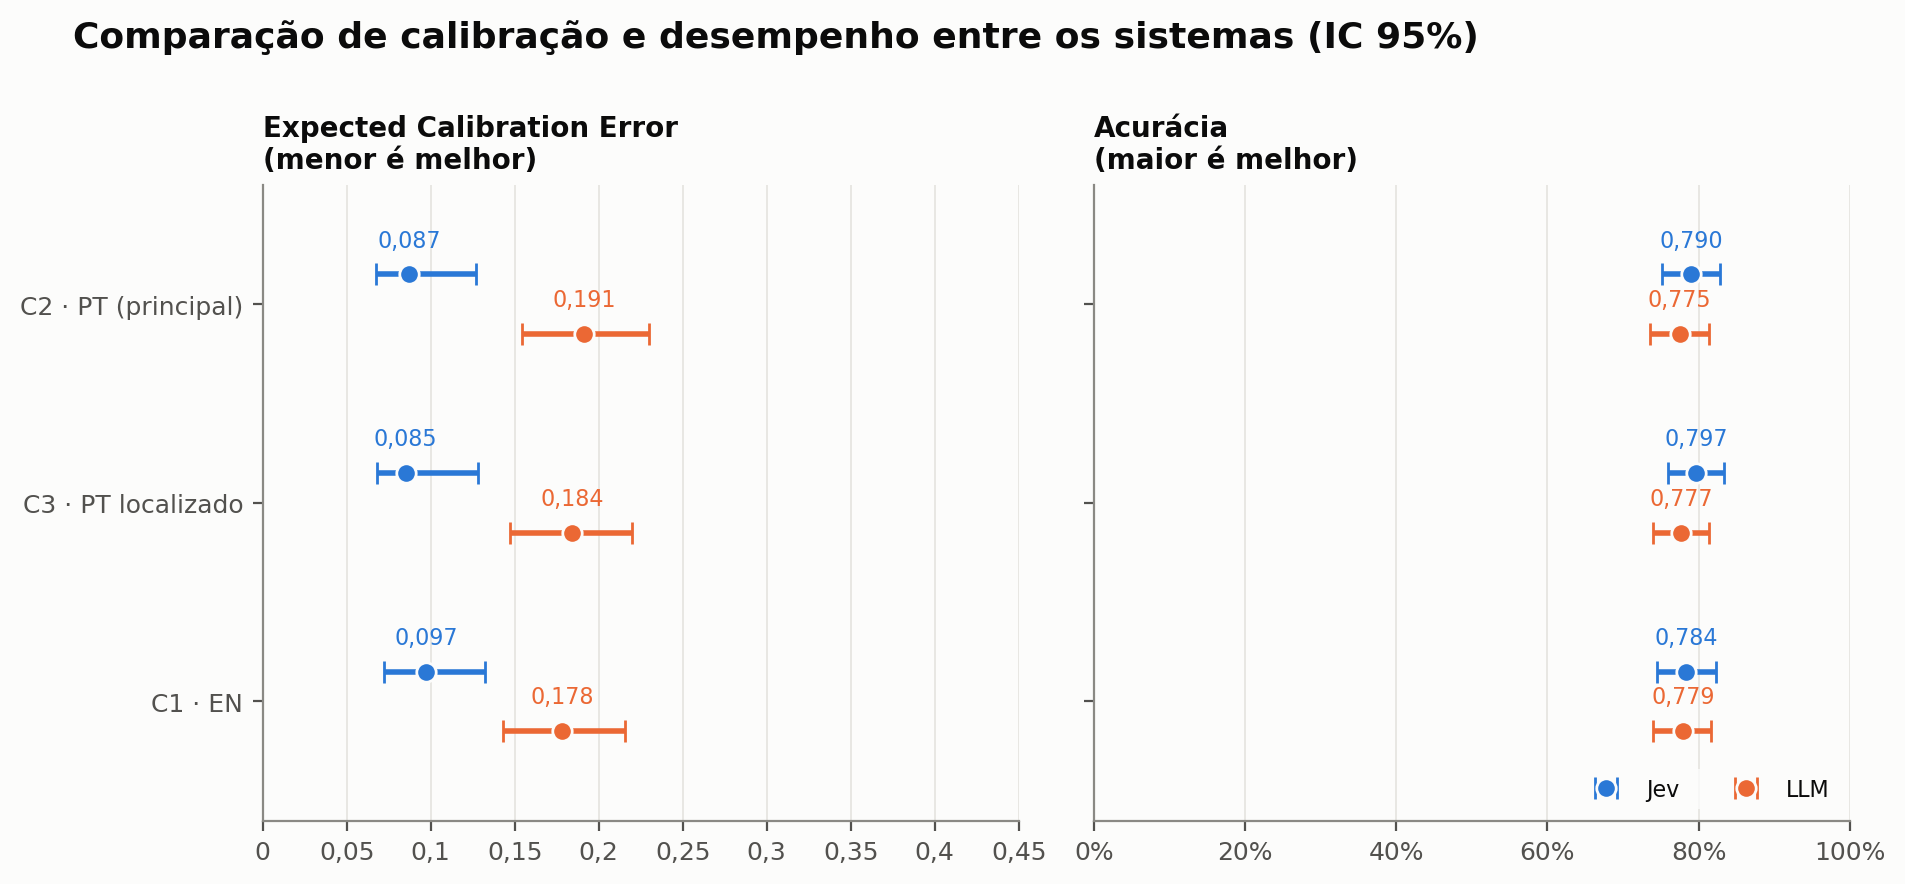 Comparação de calibração e desempenho entre os sistemas (IC 95%)
Expected Calibration Error
(menor é melhor)
0,087
0,191
C2 · PT (principal)
0,085
0,184
C3 · PT localizado
0,097
0,178
C1 · EN
0 0,05 0,1 0,15 0,2 0,25 0,3 0,35 0,4 0,45
Acurácia
(maior é melhor)
0,790
0,775
0,797
0,777
0,784
0,779
Jev LLM
0% 20% 40% 60% 80% 100%